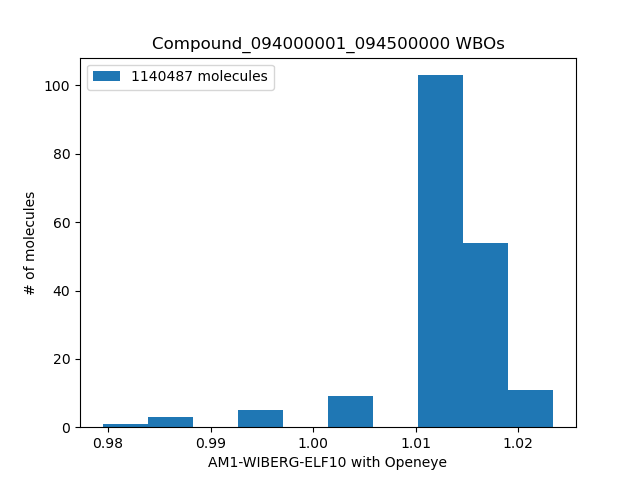 Compound_094000001_094500000 WBOs
1140487 molecules
# of molecules
100
80
60
40
20
0
0.98
0.99
1.00
1.01
1.02
AM1-WIBERG-ELF10 with Openeye